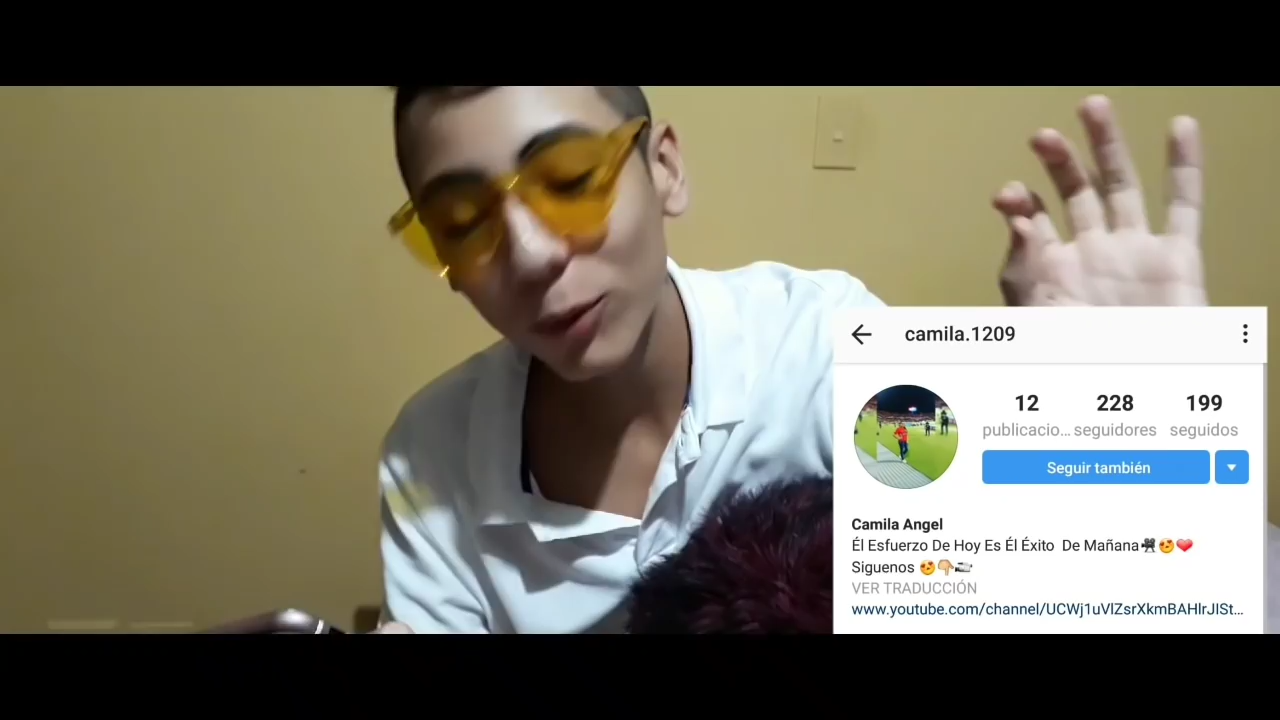 camila.1209
12 228 199
publicacio... seguidores seguidos
Seguir también
Camila Angel
Él Esfuerzo De Hoy Es Él Éxito De Mañana🎥😍❤️
Siguenos 😍👇🏼📹
VER TRADUCCIÓN
www.youtube.com/channel/UCWj1uVlZsrXkmBAHlrJISt...